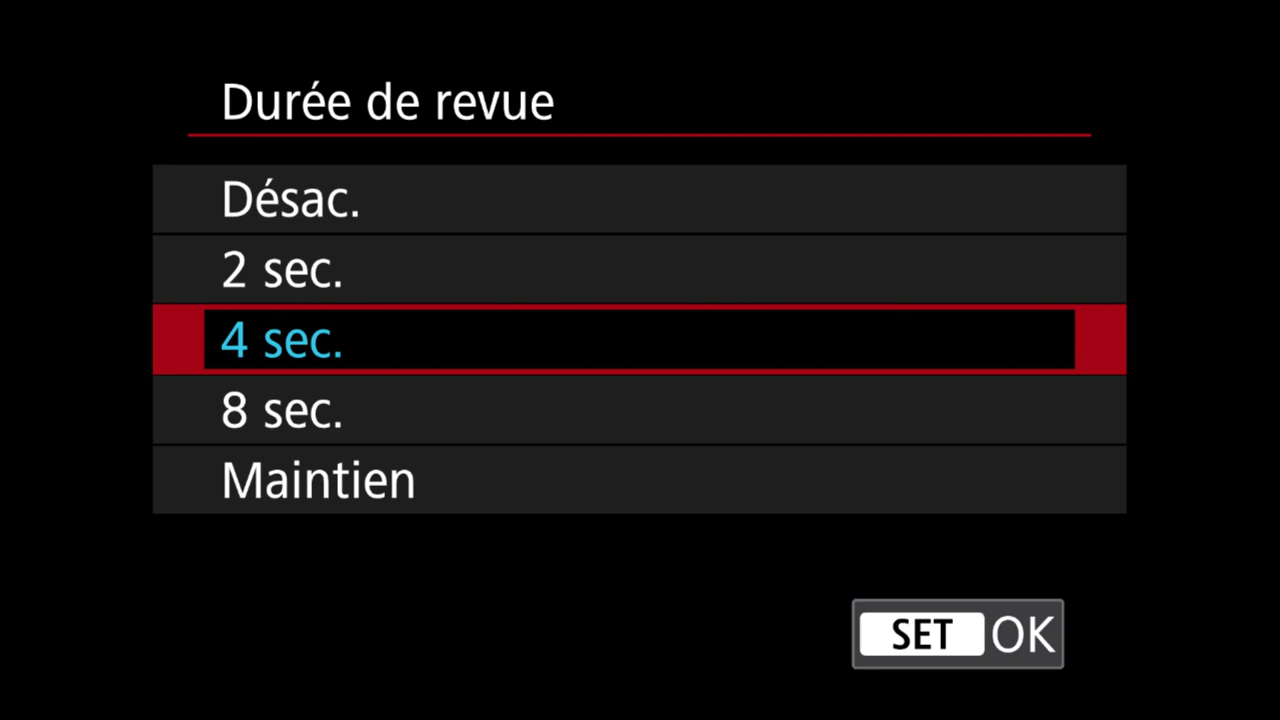 Durée de revue
Désac.
2 sec.
4 sec.
8 sec.
Maintien
SET OK